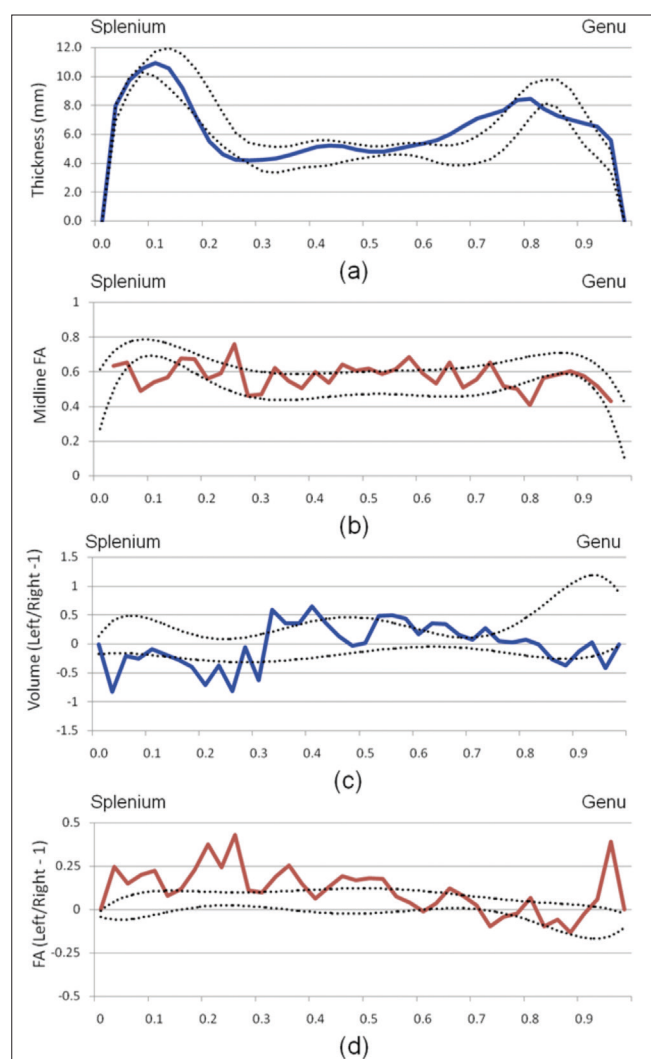 Splenium Genu
Thickness (mm)
12.0
10.0
8.0
6.0
4.0
2.0
0.0
0.0 0.1 0.2 0.3 0.4 0.5 0.6 0.7 0.8 0.9
(a)
Splenium Genu
Midline FA
1
0.8
0.6
0.4
0.2
0
0.0 0.1 0.2 0.3 0.4 0.5 0.6 0.7 0.8 0.9
(b)
Splenium Genu
Volume (Left/Right -1)
1.5
1
0.5
0
-0.5
-1
-1.5
0.0 0.1 0.2 0.3 0.4 0.5 0.6 0.7 0.8 0.9
(c)
Splenium Genu
FA (Left/Right - 1)
0.5
0.25
0
-0.25
-0.5
0 0.1 0.2 0.3 0.4 0.5 0.6 0.7 0.8 0.9
(d)